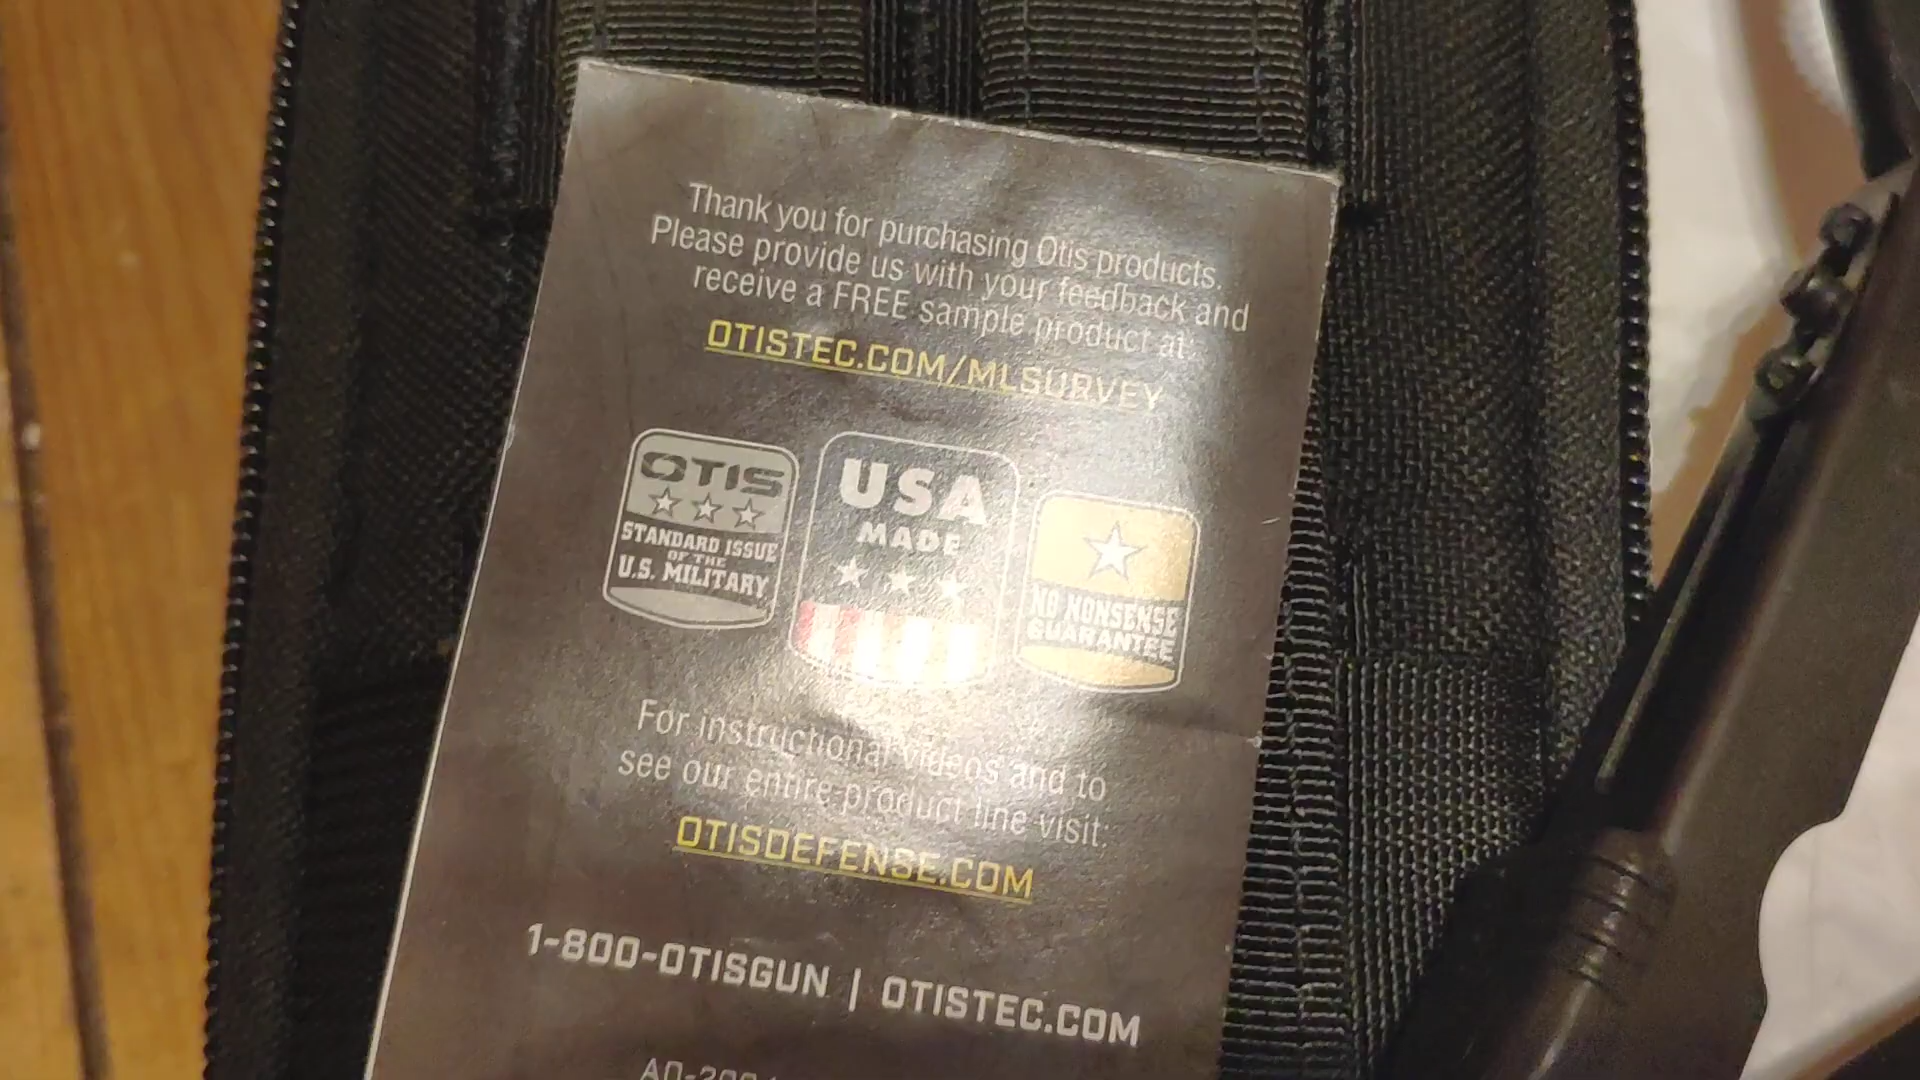 Thank you for purchasing Otis products.
Please provide us with your feedback and
receive a FREE sample product at:
OTISTEC.COM/MLSURVEY
OTIS
STANDARD ISSUE
OF THE
U.S. MILITARY
USA
MADE
NO NONSENSE
GUARANTEE
For instructional videos and to
see our entire product line visit:
OTISDEFENSE.COM
1-800-OTISGUN | OTISTEC.COM